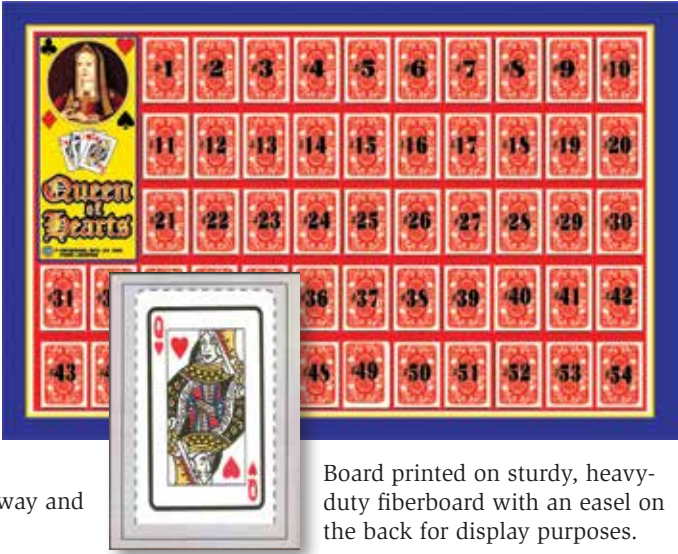 #1 #2 #3 #4 #5 #6 #7 #8 #9 #10
#11 #12 #13 #14 #15 #16 #17 #18 #19 #20
Queen
of
Hearts
#21 #22 #23 #24 #25 #26 #27 #28 #29 #30
#31 #36 #37 #38 #39 #40 #41 #42
#43 #48 #49 #50 #51 #52 #53 #54
Q
Q
way and
Board printed on sturdy, heavy-
duty fiberboard with an easel on
the back for display purposes.